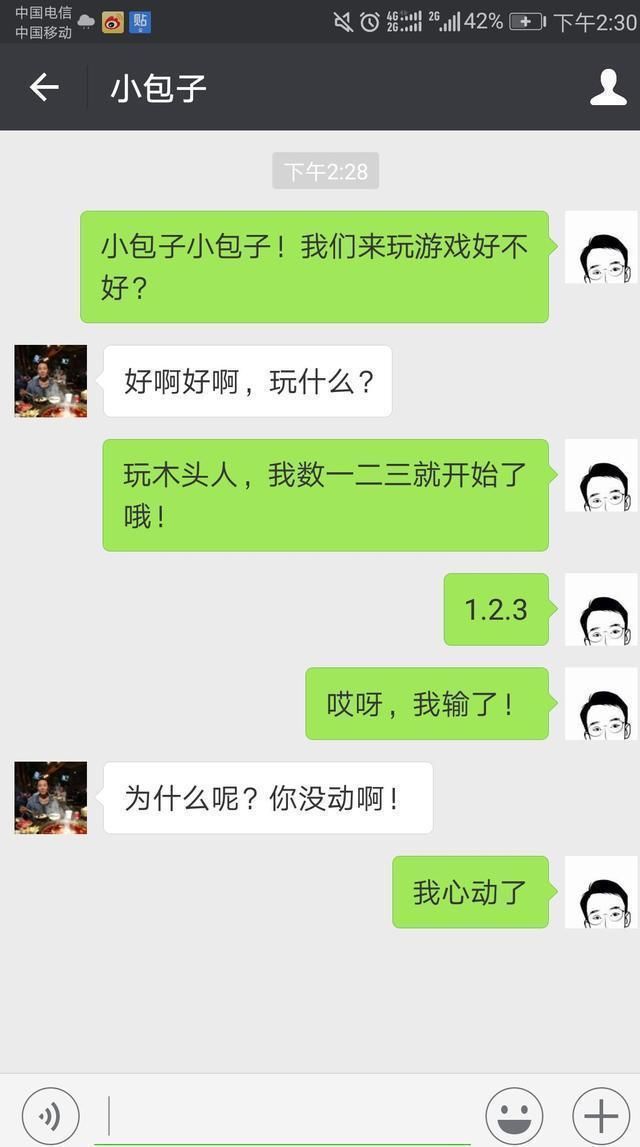 中国电信
中国移动
贴
4G
2G
2G
42%
下午2:30
小包子
下午2:28
小包子小包子！我们来玩游戏好不
好？
好啊好啊，玩什么？
玩木头人，我数一二三就开始了
哦！
1.2.3
哎呀，我输了！
为什么呢？你没动啊！
我心动了